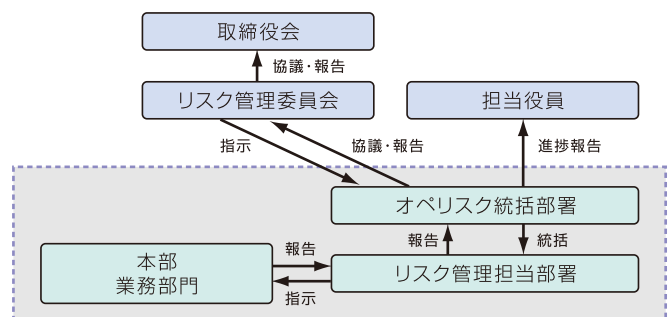 取締役会
協議・報告
リスク管理委員会
担当役員
指示
協議・報告
進捗報告
オペリスク統括部署
報告
統括
本部
業務部門
報告
指示
リスク管理担当部署